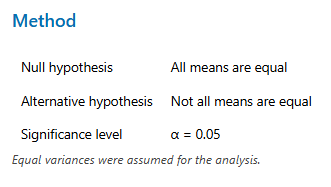 Method
Null hypothesis All means are equal
Alternative hypothesis Not all means are equal
Significance level α = 0.05
Equal variances were assumed for the analysis.